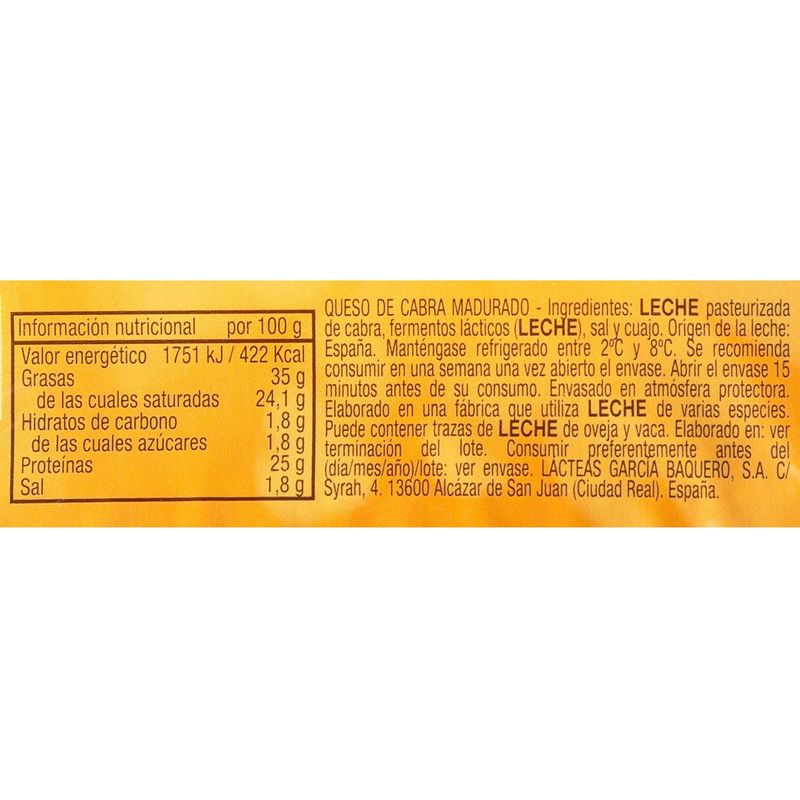 Información nutricional por 100 g
Valor energético 1751 kJ / 422 Kcal
Grasas 35 g
de las cuales saturadas 24,1 g
Hidratos de carbono 1,8 g
de las cuales azúcares 1,8 g
Proteínas 25 g
Sal 1,8 g
QUESO DE CABRA MADURADO - Ingredientes: LECHE pasteurizada
de cabra, fermentos lácticos (LECHE), sal y cuajo. Origen de la leche:
España. Manténgase refrigerado entre 2ºC y 8ºC. Se recomienda
consumir en una semana una vez abierto el envase. Abrir el envase 15
minutos antes de su consumo. Envasado en atmósfera protectora.
Elaborado en una fábrica que utiliza LECHE de varias especies.
Puede contener trazas de LECHE de oveja y vaca. Elaborado en: ver
terminación del lote. Consumir preferentemente antes del
(día/mes/año)/lote: ver envase. LÁCTEAS GARCÍA BAQUERO, S.A. C/
Syrah, 4. 13600 Alcázar de San Juan (Ciudad Real). España.